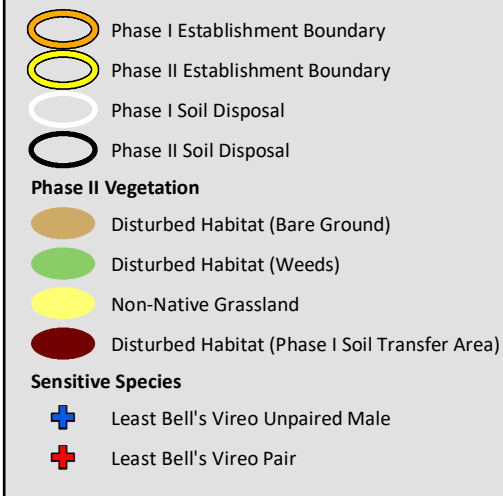 Phase I Establishment Boundary
Phase II Establishment Boundary
Phase I Soil Disposal
Phase II Soil Disposal
Phase II Vegetation
Disturbed Habitat (Bare Ground)
Disturbed Habitat (Weeds)
Non-Native Grassland
Disturbed Habitat (Phase I Soil Transfer Area)
Sensitive Species
Least Bell's Vireo Unpaired Male
Least Bell's Vireo Pair